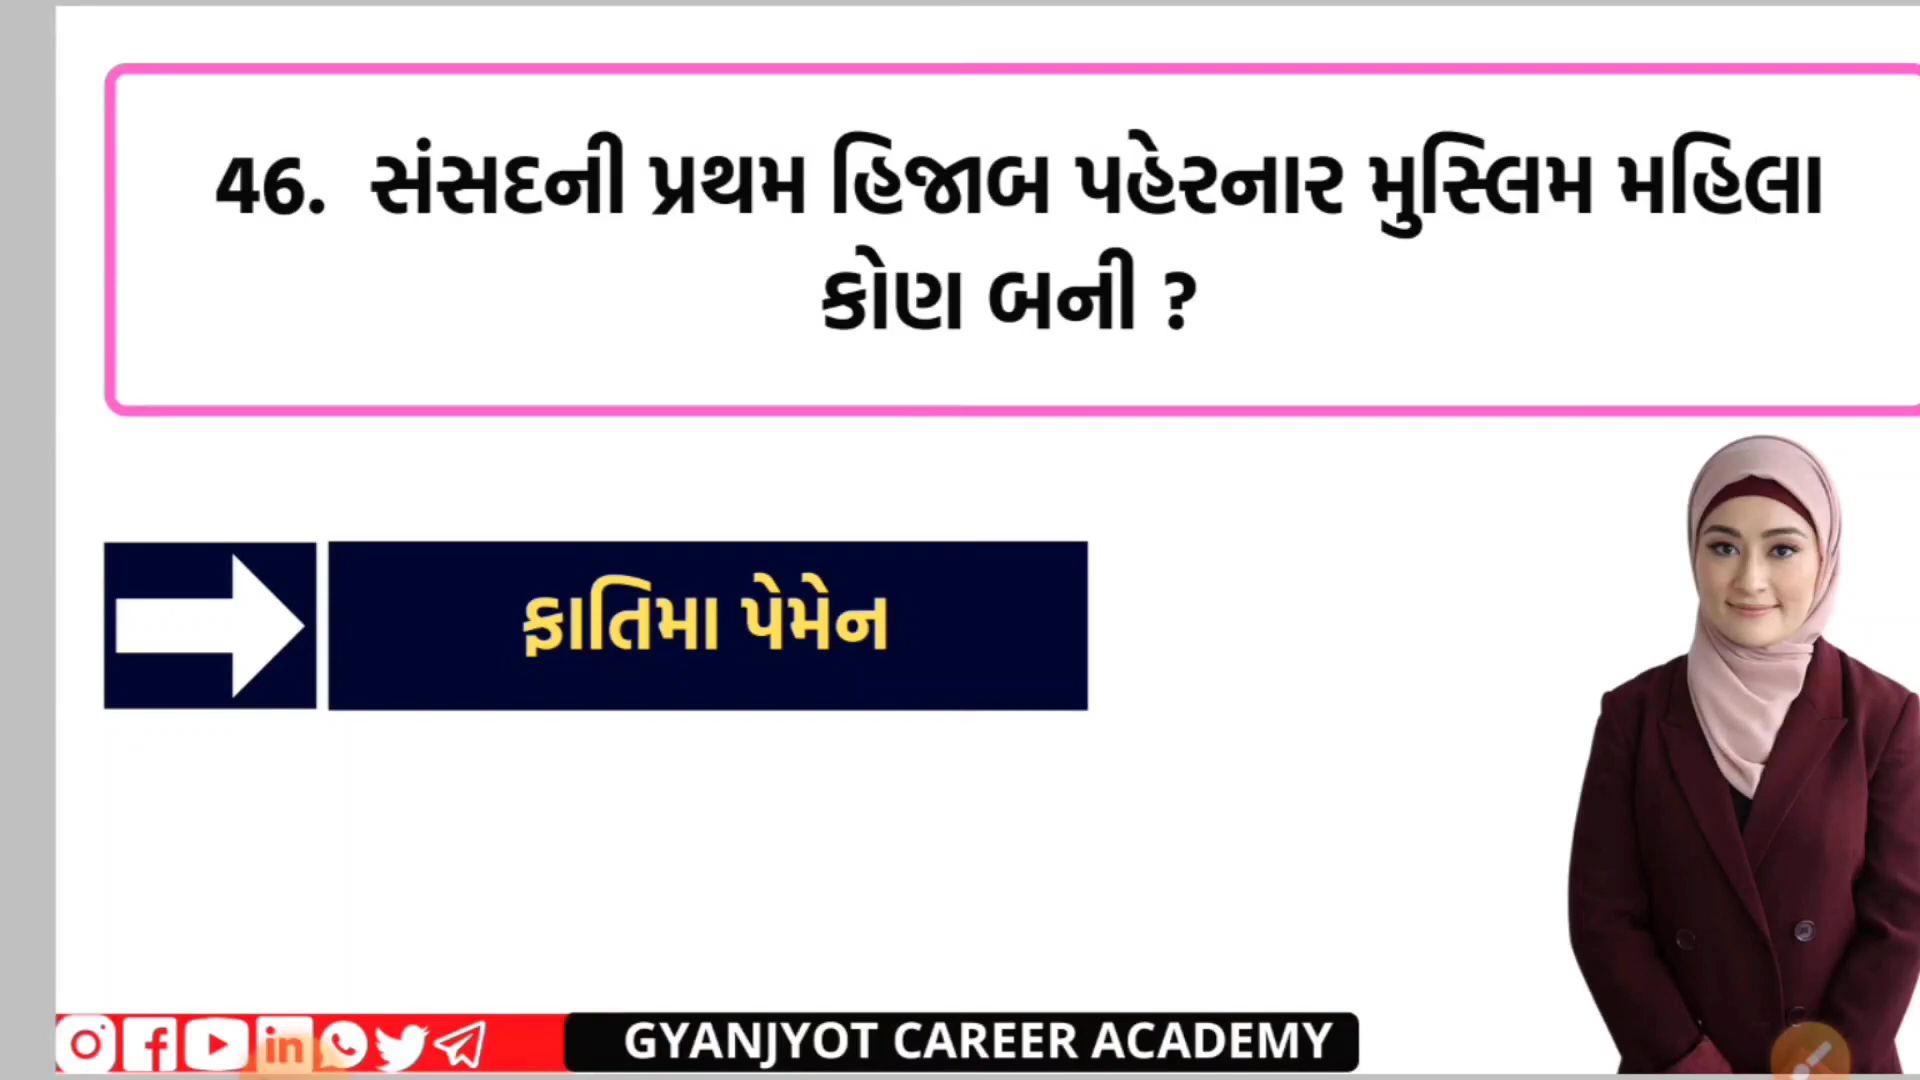 46. સંસદની પ્રથમ હિજાબ પહેરનાર મુસ્લિમ મહિલા
કોણ બની ?
ફાતિમા પેમેન
GYANJYOT CAREER ACADEMY